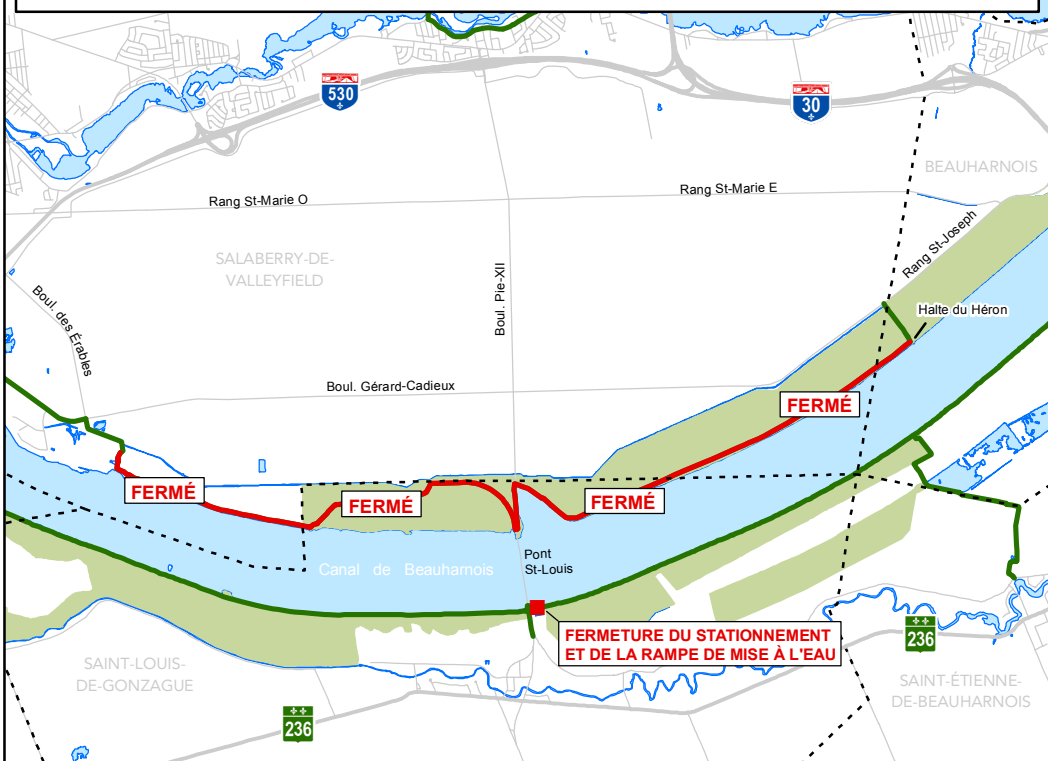 530
30
BEAUHARNOIS
Rang St-Marie E
Rang St-Marie O
Rang St-Joseph
SALABERRY-DE-
VALLEYFIELD
Boul. Pie-XII
Boul. des Érables
Halte du Héron
Boul. Gérard-Cadieux
FERMÉ
FERMÉ
FERMÉ
FERMÉ
Pont
St-Louis
Canal de Beauharnois
FERMETURE DU STATIONNEMENT
ET DE LA RAMPE DE MISE À L'EAU
236
SAINT-LOUIS-
DE-GONZAGUE
SAINT-ÉTIENNE-
DE-BEAUHARNOIS
236